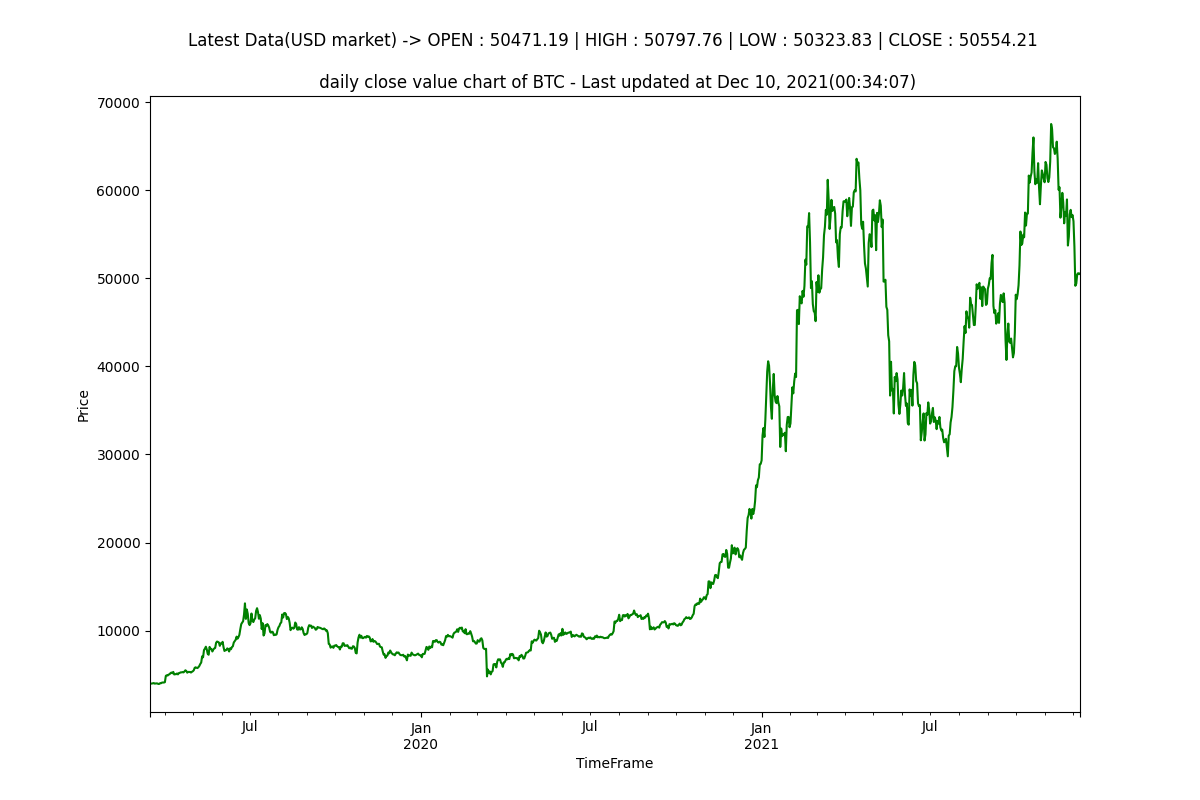 Latest Data(USD market) -> OPEN : 50471.19 | HIGH : 50797.76 | LOW : 50323.83 | CLOSE : 50554.21
daily close value chart of BTC - Last updated at Dec 10, 2021(00:34:07)
70000
60000
50000
40000
30000
20000
10000
Price
Jul
Jan
2020
Jul
Jan
2021
Jul
TimeFrame